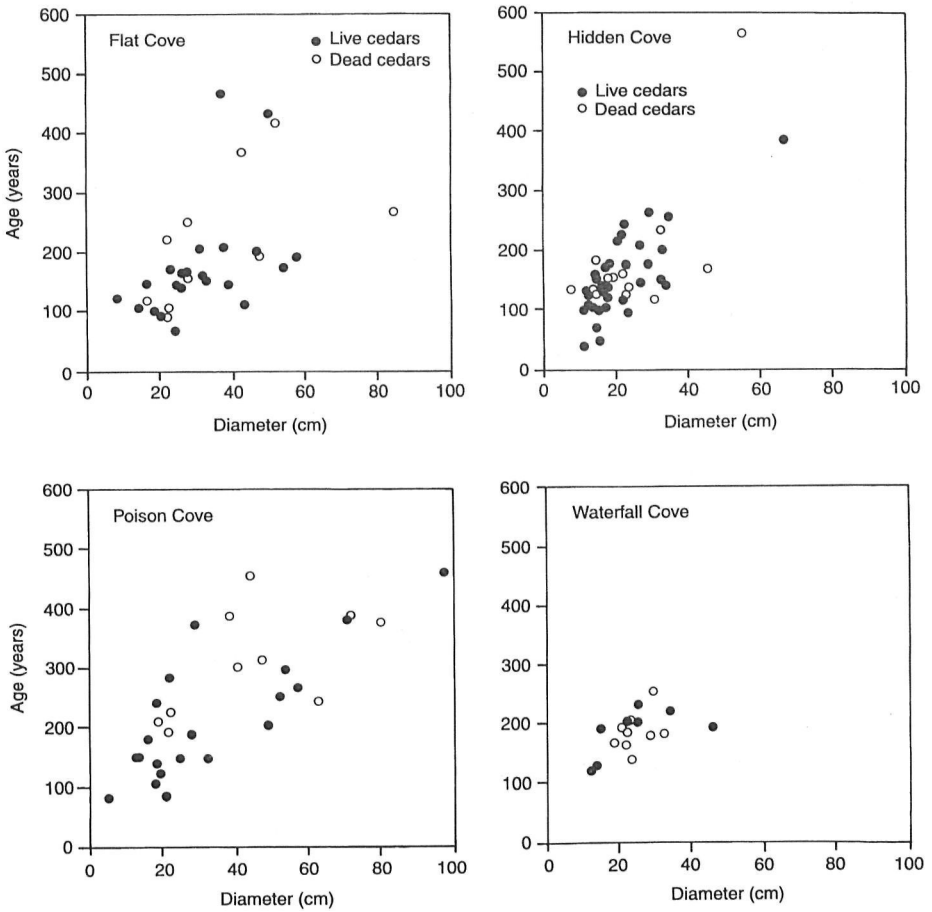 Flat Cove
Live cedars
Dead cedars
600
500
400
300
200
100
0
Age (years)
0 20 40 60 80 100
Diameter (cm)
Hidden Cove
Live cedars
Dead cedars
600
500
400
300
200
100
0
0 20 40 60 80 100
Diameter (cm)
Poison Cove
600
500
400
300
200
100
0
Age (years)
0 20 40 60 80 100
Diameter (cm)
Waterfall Cove
600
500
400
300
200
100
0
0 20 40 60 80 100
Diameter (cm)